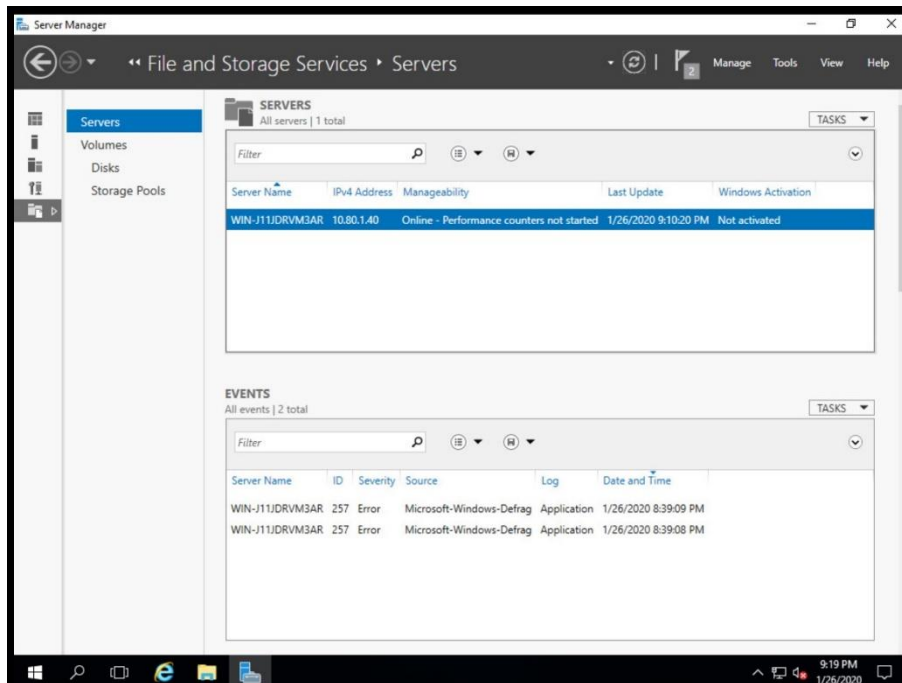 Server Manager
File and Storage Services Servers
2
Manage Tools View Help
Servers
Volumes
Disks
Storage Pools
SERVERS
All servers | 1 total
TASKS
Filter
Server Name IPv4 Address Manageability Last Update Windows Activation
WIN-J11JDRVM3AR 10.80.1.40 Online - Performance counters not started 1/26/2020 9:10:20 PM Not activated
EVENTS
All events | 2 total
TASKS
Filter
Server Name ID Severity Source Log Date and Time
WIN-J11JDRVM3AR 257 Error Microsoft-Windows-Defrag Application 1/26/2020 8:39:09 PM
WIN-J11JDRVM3AR 257 Error Microsoft-Windows-Defrag Application 1/26/2020 8:39:08 PM
9:19 PM
1/26/2020